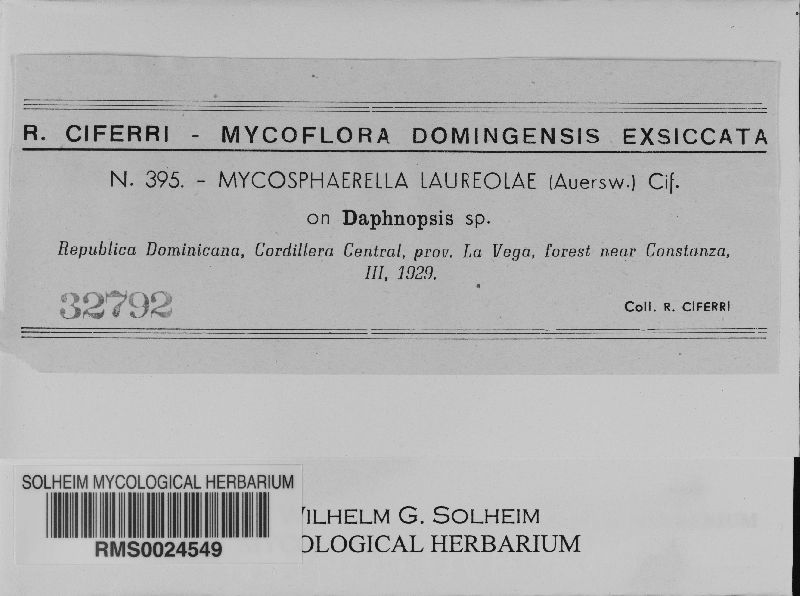 R. CIFERRI - MYCOFLORA DOMINGENSIS EXSICCATA
N. 395. - MYCOSPHAERELLA LAUREOLAE (Auersw.) Cif.
on Daphnopsis sp.
Republica Dominicana, Cordillera Central, prov. La Vega, forest near Constanza,
III, 1929.
32792
Coll. R. CIFERRI
SOLHEIM MYCOLOGICAL HERBARIUM
RMS0024549
ILHELM G. SOLHEIM
OLOGICAL HERBARIUM